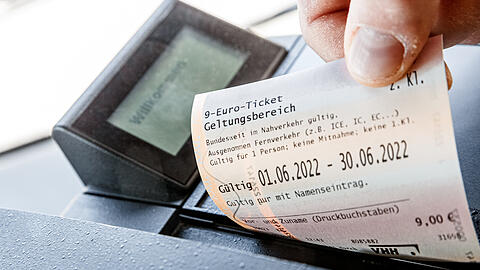 Willkommen
2. Kl.
9-Euro-Ticket
Geltungsbereich
Bundesweit im Nahverkehr gültig.
Ausgenommen Fernverkehr (z.B. ICE, IC, EC...)
Gültig für 1 Person; keine Mitnahme; keine 1.Kl.
Gültig 01.06.2022 - 30.06.2022
Gültig nur mit Namenseintrag.
Vor- und Zuname (Druckbuchstaben)
9,00 €